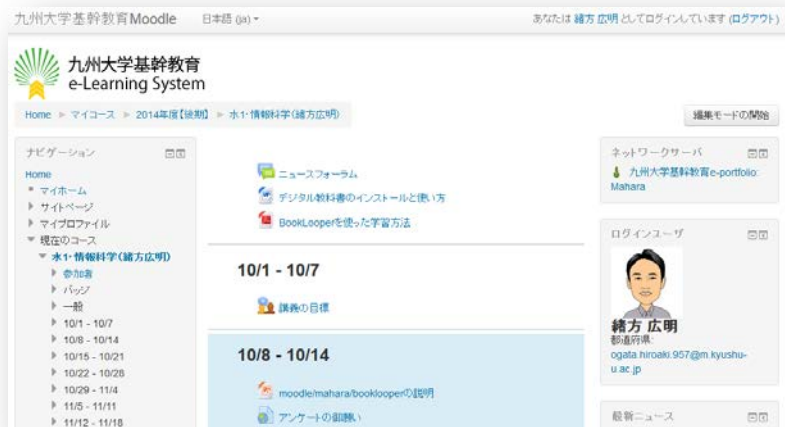 九州大学基幹教育Moodle 日本語 (ja)
あなたは 緒方 広明 としてログインしています (ログアウト)
九州大学基幹教育
e-Learning System
Home ► マイコース ► 2014年度【後期】 ► 水1・情報科学(緒方広明)
編集モードの開始
ナビゲーション
Home
マイホーム
サイトページ
マイプロファイル
現在のコース
水1・情報科学(緒方広明)
参加者
バッジ
一般
10/1 - 10/7
10/8 - 10/14
10/15 - 10/21
10/22 - 10/28
10/29 - 11/4
11/5 - 11/11
11/12 - 11/18
ニュースフォーラム
デジタル教科書のインストールと使い方
BookLooperを使った学習方法
10/1 - 10/7
講義の目標
10/8 - 10/14
moodle/mahara/booklooperの説明
アンケートの御願い
ネットワークサーバ
九州大学基幹教育e-portfolio:
Mahara
ログインユーザ
緒方 広明
都道府県:
ogata.hiroaki.957@m.kyushu-
u.ac.jp
最新ニュース